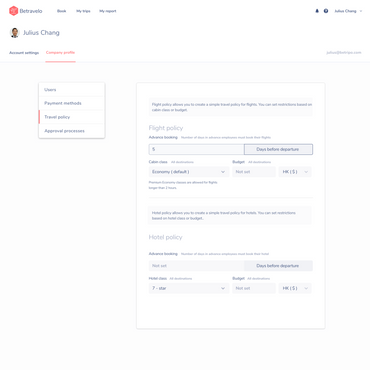 Betravelo
Book
My trips
My report
Julius Chang
Julius Chang
Account settings
Company profile
Users
Payment methods
Travel policy
Approval processes
Flight policy allows you to create a simple travel policy for flights. You can set restrictions based on
cabin class or budget.
Flight policy
Advance booking Number of days in advance employees must book their flights
5
Days before departure
Cabin class All destinations
Budget All destinations
Economy ( default )
Not set
HK ( $ )
Premium Economy classes are allowed for flights
longer than 3 hours
Hotel policy allows you to create a simple travel policy for hotels. You can set restrictions
based on hotel class or budget.
Hotel policy
Advance booking Number of days in advance employees must book their hotel
Not set
Days before departure
Hotel class All destinations
Budget All destinations
7 - star
Not set
HK ( $ )